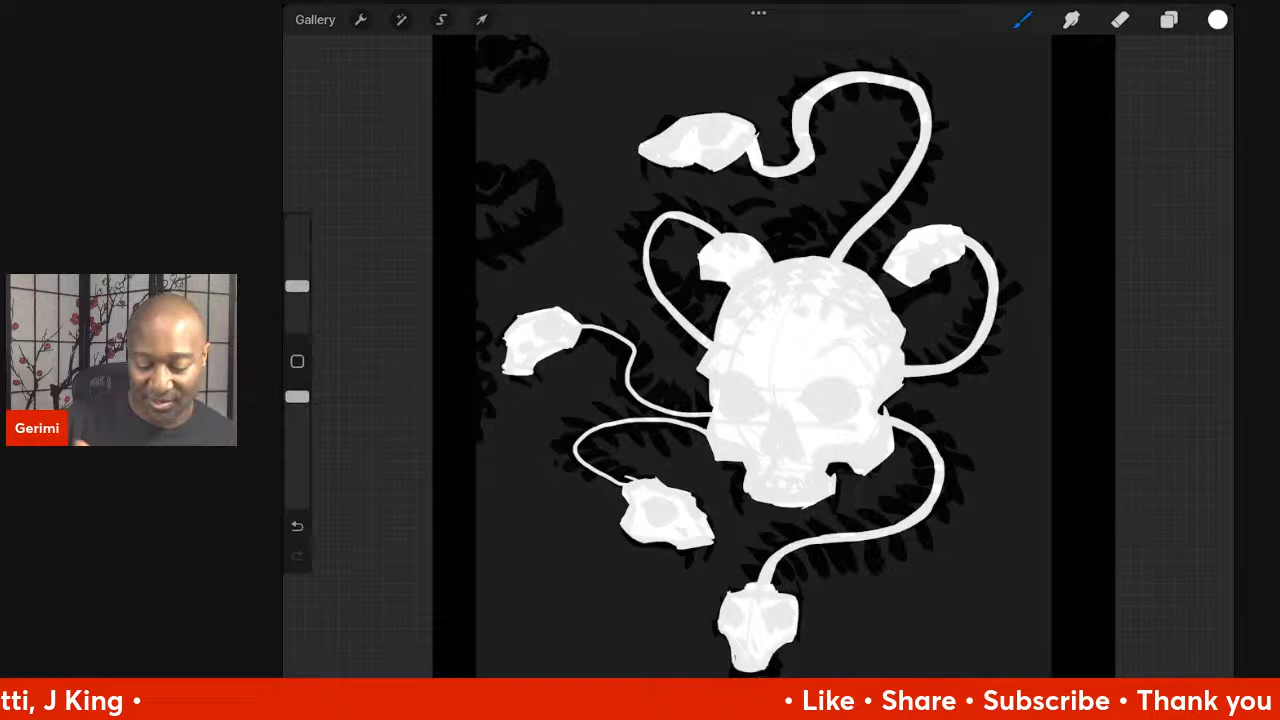 Gallery
Gerimi
tti, J King • • Like • Share • Subscribe • Thank you